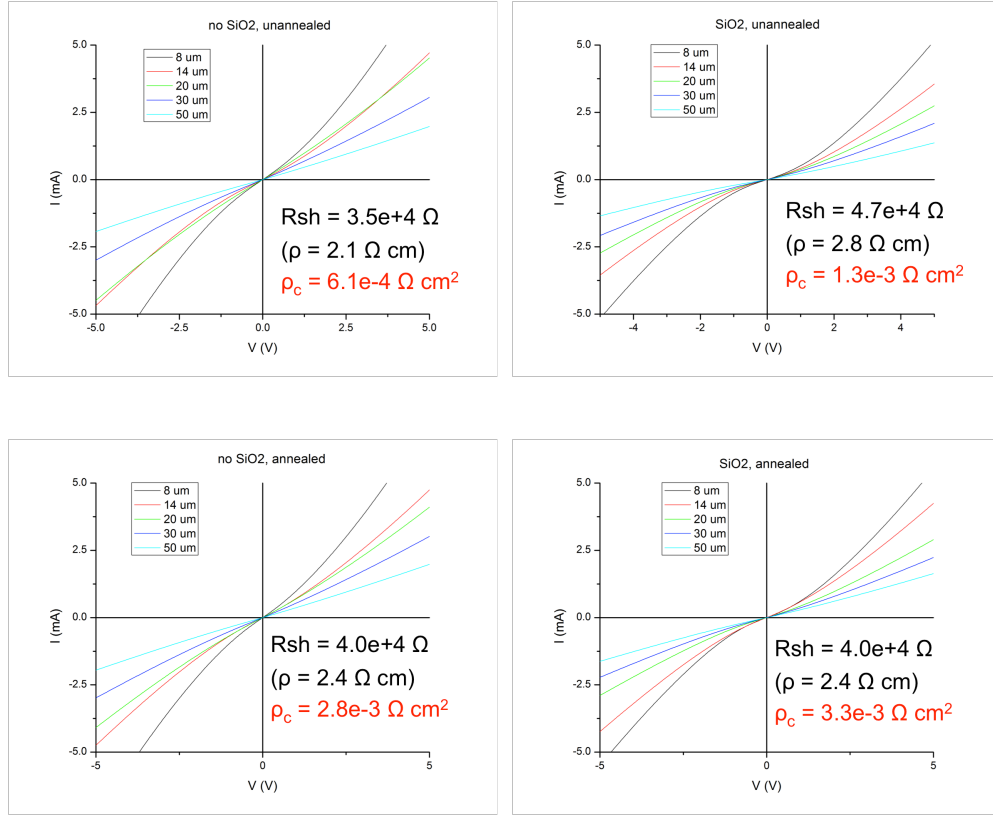 no SiO2, unannealed
8 um
14 um
20 um
30 um
50 um
5.0
2.5
0.0
-2.5
-5.0
I (mA)
-5.0
-2.5
0.0
2.5
5.0
V (V)
Rsh = 3.5e+4 Ω
(ρ = 2.1 Ω cm)
ρc = 6.1e-4 Ω cm²
SiO2, unannealed
8 um
14 um
20 um
30 um
50 um
5.0
2.5
0.0
-2.5
-5.0
I (mA)
-4
-2
0
2
4
V (V)
Rsh = 4.7e+4 Ω
(ρ = 2.8 Ω cm)
ρc = 1.3e-3 Ω cm²
no SiO2, annealed
8 um
14 um
20 um
30 um
50 um
5.0
2.5
0.0
-2.5
-5.0
I (mA)
-5
0
5
V (V)
Rsh = 4.0e+4 Ω
(ρ = 2.4 Ω cm)
ρc = 2.8e-3 Ω cm²
SiO2, annealed
8 um
14 um
20 um
30 um
50 um
5.0
2.5
0.0
-2.5
-5.0
I (mA)
-5
0
5
V (V)
Rsh = 4.0e+4 Ω
(ρ = 2.4 Ω cm)
ρc = 3.3e-3 Ω cm²